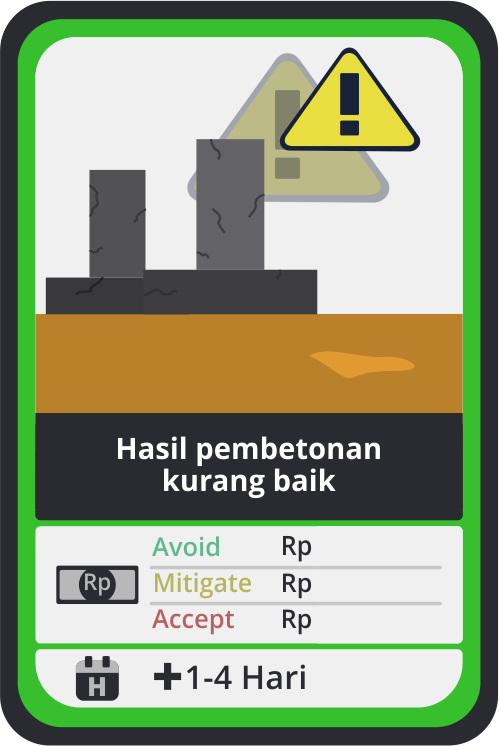 !
!
Hasil pembetonan
kurang baik
Avoid Rp
Rp Mitigate Rp
Accept Rp
H +1-4 Hari